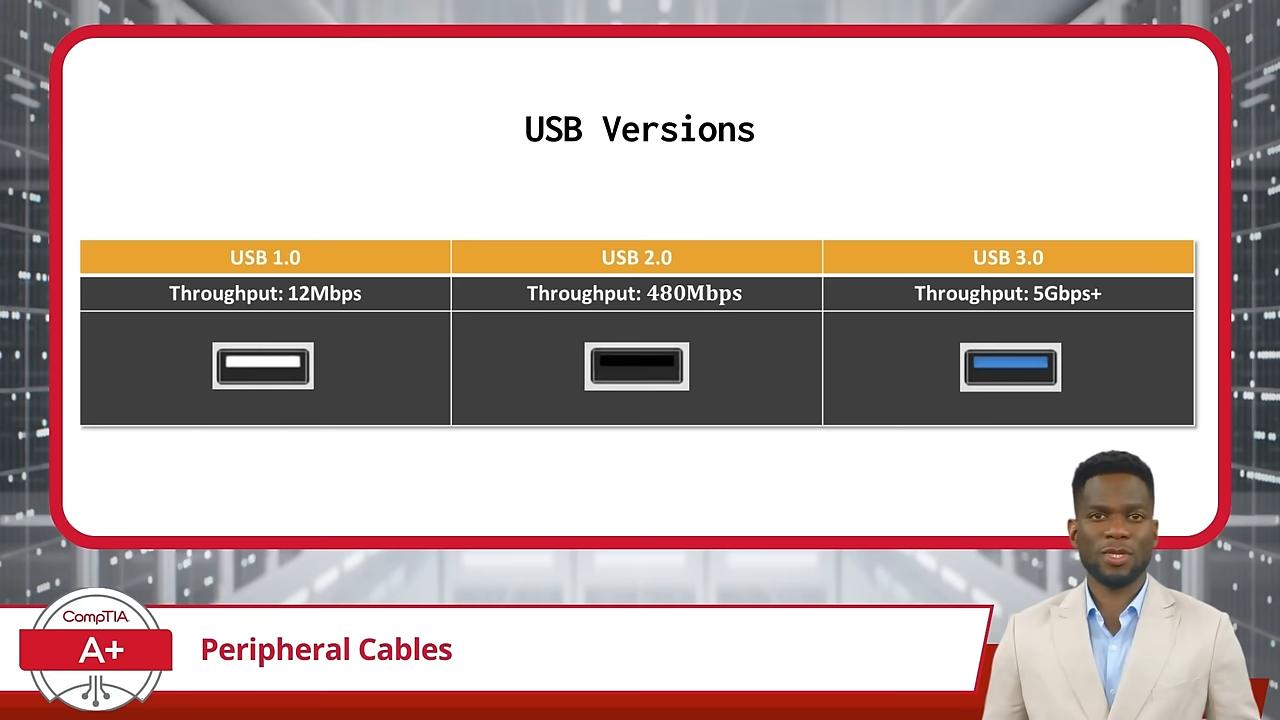 USB Versions
USB 1.0 USB 2.0 USB 3.0
Throughput: 12Mbps Throughput: 480Mbps Throughput: 5Gbps+
CompTIA
A+
Peripheral Cables